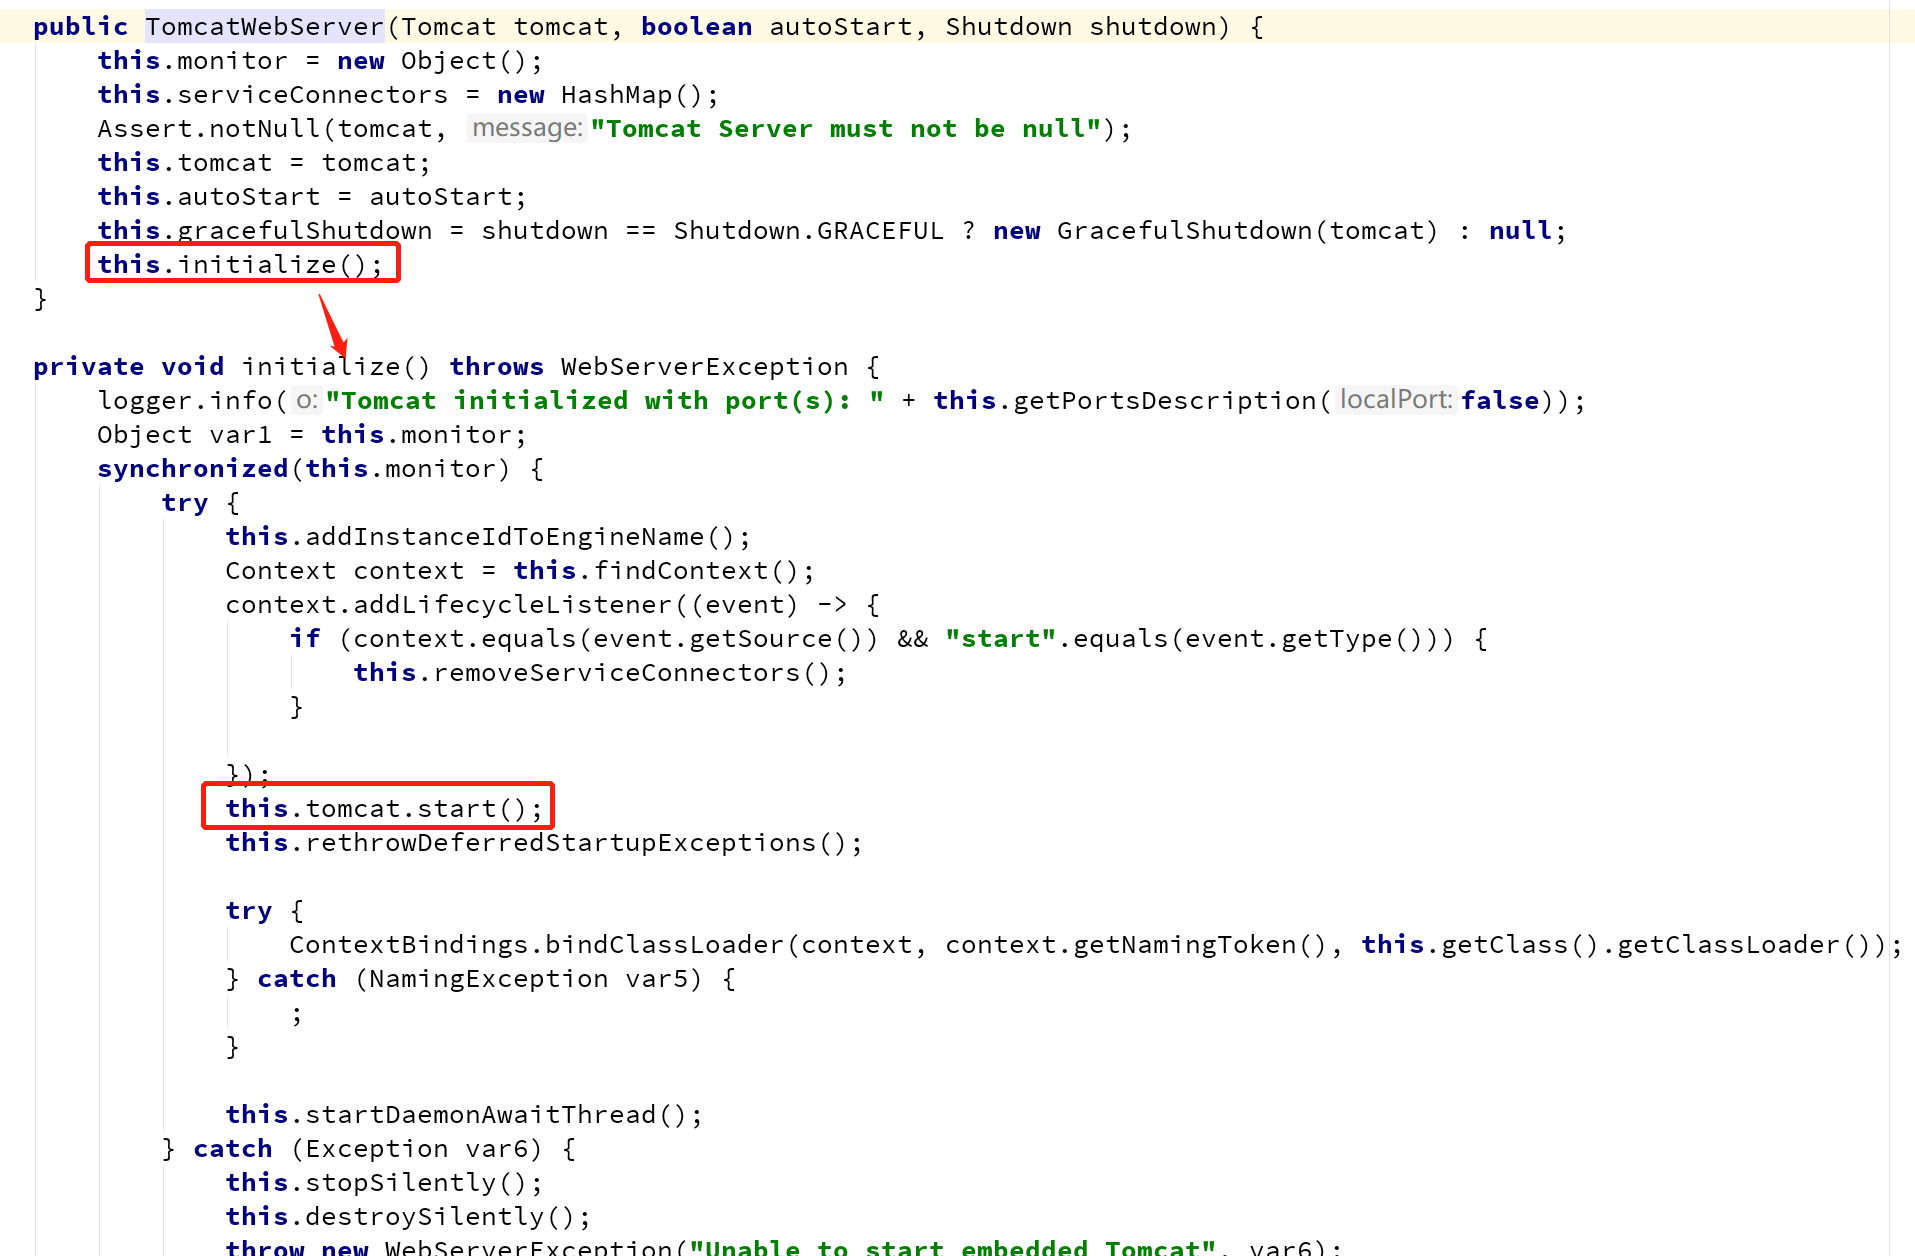 public TomcatWebServer(Tomcat tomcat, boolean autoStart, Shutdown shutdown) {
this.monitor = new Object();
this.serviceConnectors = new HashMap();
Assert.notNull(tomcat, message: "Tomcat Server must not be null");
this.tomcat = tomcat;
this.autoStart = autoStart;
this.gracefulShutdown = shutdown == Shutdown.GRACEFUL ? new GracefulShutdown(tomcat) : null;
this.initialize();
}
private void initialize() throws WebServerException {
logger.info( o: "Tomcat initialized with port(s): " + this.getPortsDescription( localPort: false));
Object var1 = this.monitor;
synchronized(this.monitor) {
try {
this.addInstanceIdToEngineName();
Context context = this.findContext();
context.addLifecycleListener((event) -> {
if (context.equals(event.getSource()) && "start".equals(event.getType())) {
this.removeServiceConnectors();
}
});
this.tomcat.start();
this.rethrowDeferredStartupExceptions();
try {
ContextBindings.bindClassLoader(context, context.getNamingToken(), this.getClass().getClassLoader());
} catch (NamingException var5) {
;
}
this.startDaemonAwaitThread();
} catch (Exception var6) {
this.stopSilently();
this.destroySilently();
throw new WebServerException("Unable to start embedded Tomcat", var6);